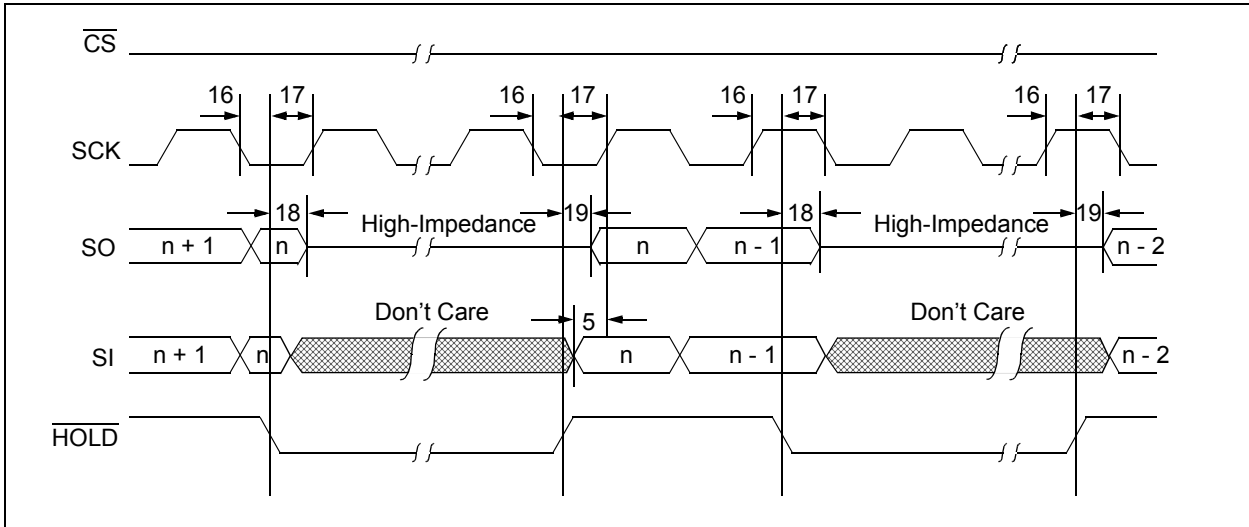 CS
16 17 16 17 16 17 16 17
SCK
18 High-Impedance 19 18 High-Impedance 19
SO n + 1 n n n - 1 n - 2
Don't Care 5 Don't Care
SI n + 1 n n n - 1 n - 2
HOLD